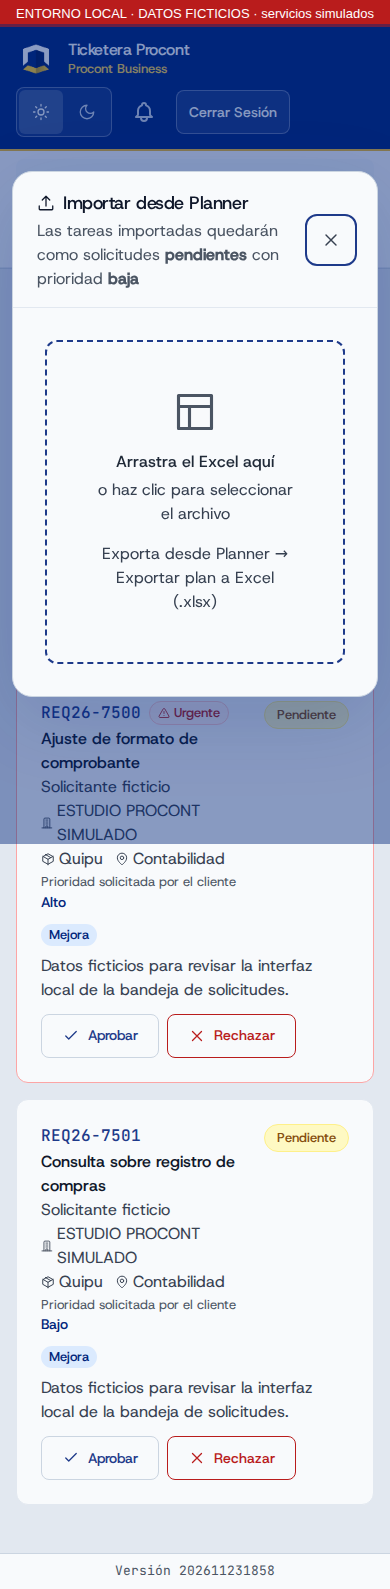 ENTORNO LOCAL · DATOS FICTICIOS · servicios simulados
Ticketera Procont
Procont Business
Cerrar Sesión
Importar desde Planner
Las tareas importadas quedarán
como solicitudes pendientes con
prioridad baja
Arrastra el Excel aquí
o haz clic para seleccionar
el archivo
Exporta desde Planner →
Exportar plan a Excel
(.xlsx)
REQ26-7500 Urgente Pendiente
Ajuste de formato de
comprobante
Solicitante ficticio
ESTUDIO PROCONT
SIMULADO
Quipu Contabilidad
Prioridad solicitada por el cliente
Alto
Mejora
Datos ficticios para revisar la interfaz
local de la bandeja de solicitudes.
Aprobar Rechazar
REQ26-7501 Pendiente
Consulta sobre registro de
compras
Solicitante ficticio
ESTUDIO PROCONT
SIMULADO
Quipu Contabilidad
Prioridad solicitada por el cliente
Bajo
Mejora
Datos ficticios para revisar la interfaz
local de la bandeja de solicitudes.
Aprobar Rechazar
Versión 202611231858